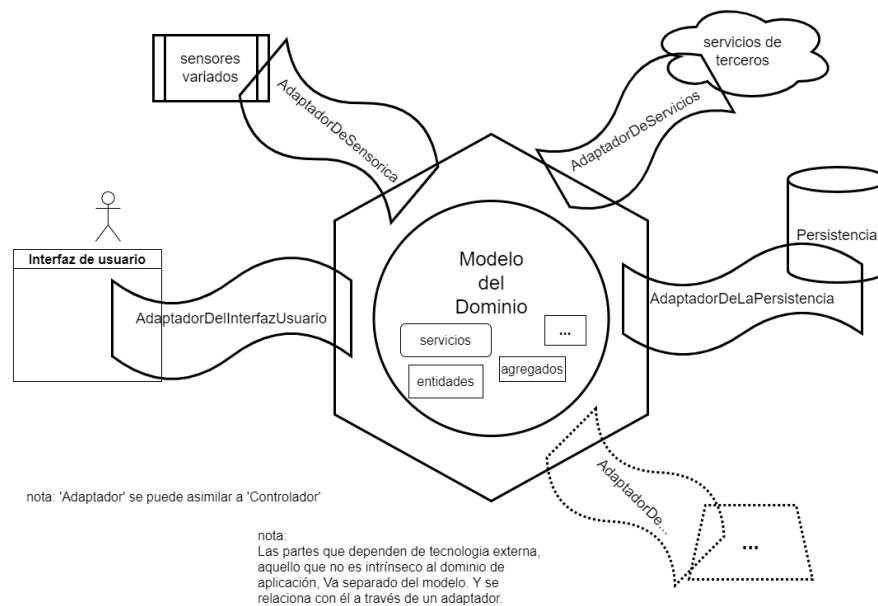 sensores
variados
servicios de
terceros
AdaptadorDeSensorica
AdaptadorDeServicios
Persistencia
Interfaz de usuario
Modelo
del
Dominio
AdaptadorDelInterfazUsuario
AdaptadorDeLaPersistencia
servicios
...
entidades
agregados
AdaptadorDe...
...
nota: 'Adaptador' se puede asimilar a 'Controlador'
nota:
Las partes que dependen de tecnologia externa,
aquello que no es intrínseco al dominio de
aplicación, Va separado del modelo. Y se
relaciona con él a través de un adaptador.